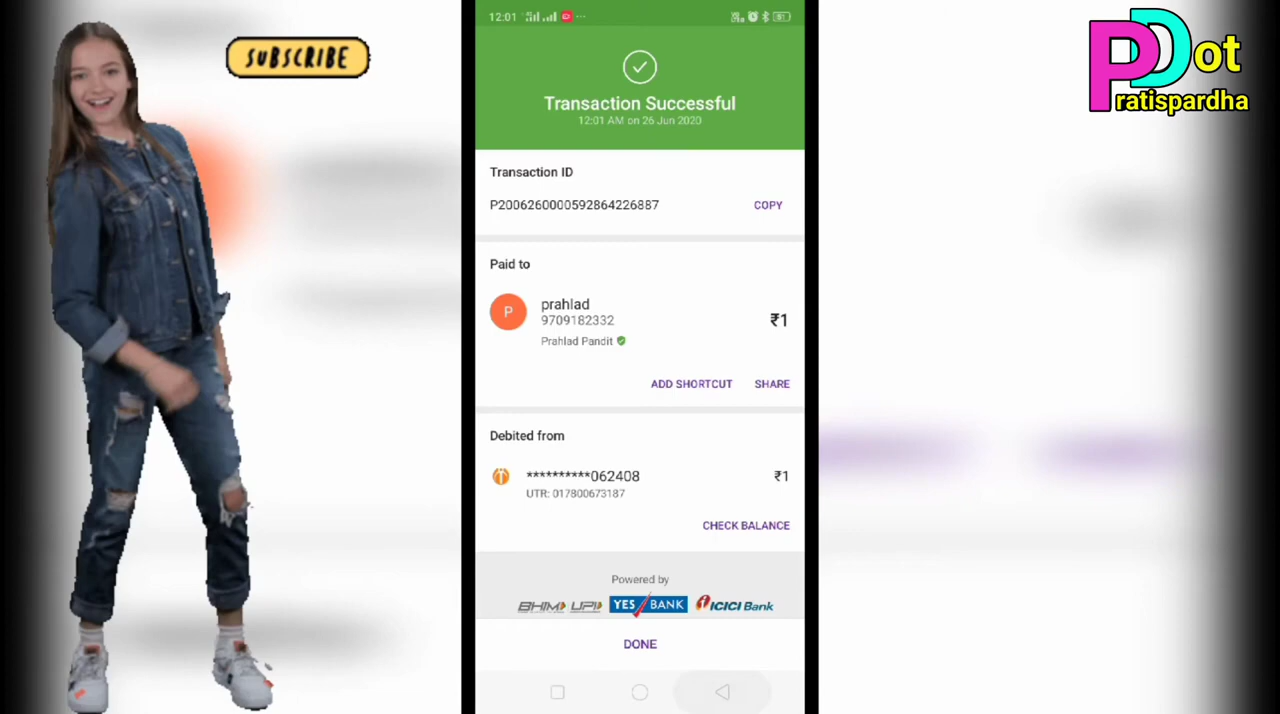 SUBSCRIBE
12:01
Transaction Successful
12:01 AM on 26 Jun 2020
Transaction ID
P2006260000592864226887
COPY
Paid to
P
prahlad
9709182332
₹1
Prahlad Pandit
ADD SHORTCUT
SHARE
Debited from
**********062408
₹1
UTR: 017800673187
CHECK BALANCE
Powered by
BHIM UPI YES BANK ICICI Bank
DONE
P Dot
Pratispardha